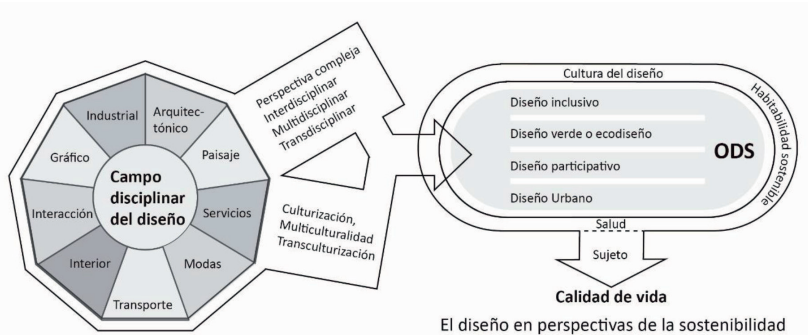 Industrial
Arquitec-
tónico
Gráfico
Paisaje
Campo
disciplinar
del diseño
Interacción
Servicios
Interior
Modas
Transporte
Perspectiva compleja
Interdisciplinar
Multidisciplinar
Transdisciplinar
Culturización,
Multiculturalidad
Transculturización
Cultura del diseño
Habitabilidad sostenible
Diseño inclusivo
Diseño verde o ecodiseño
Diseño participativo
Diseño Urbano
ODS
Salud
Sujeto
Calidad de vida
El diseño en perspectivas de la sostenibilidad